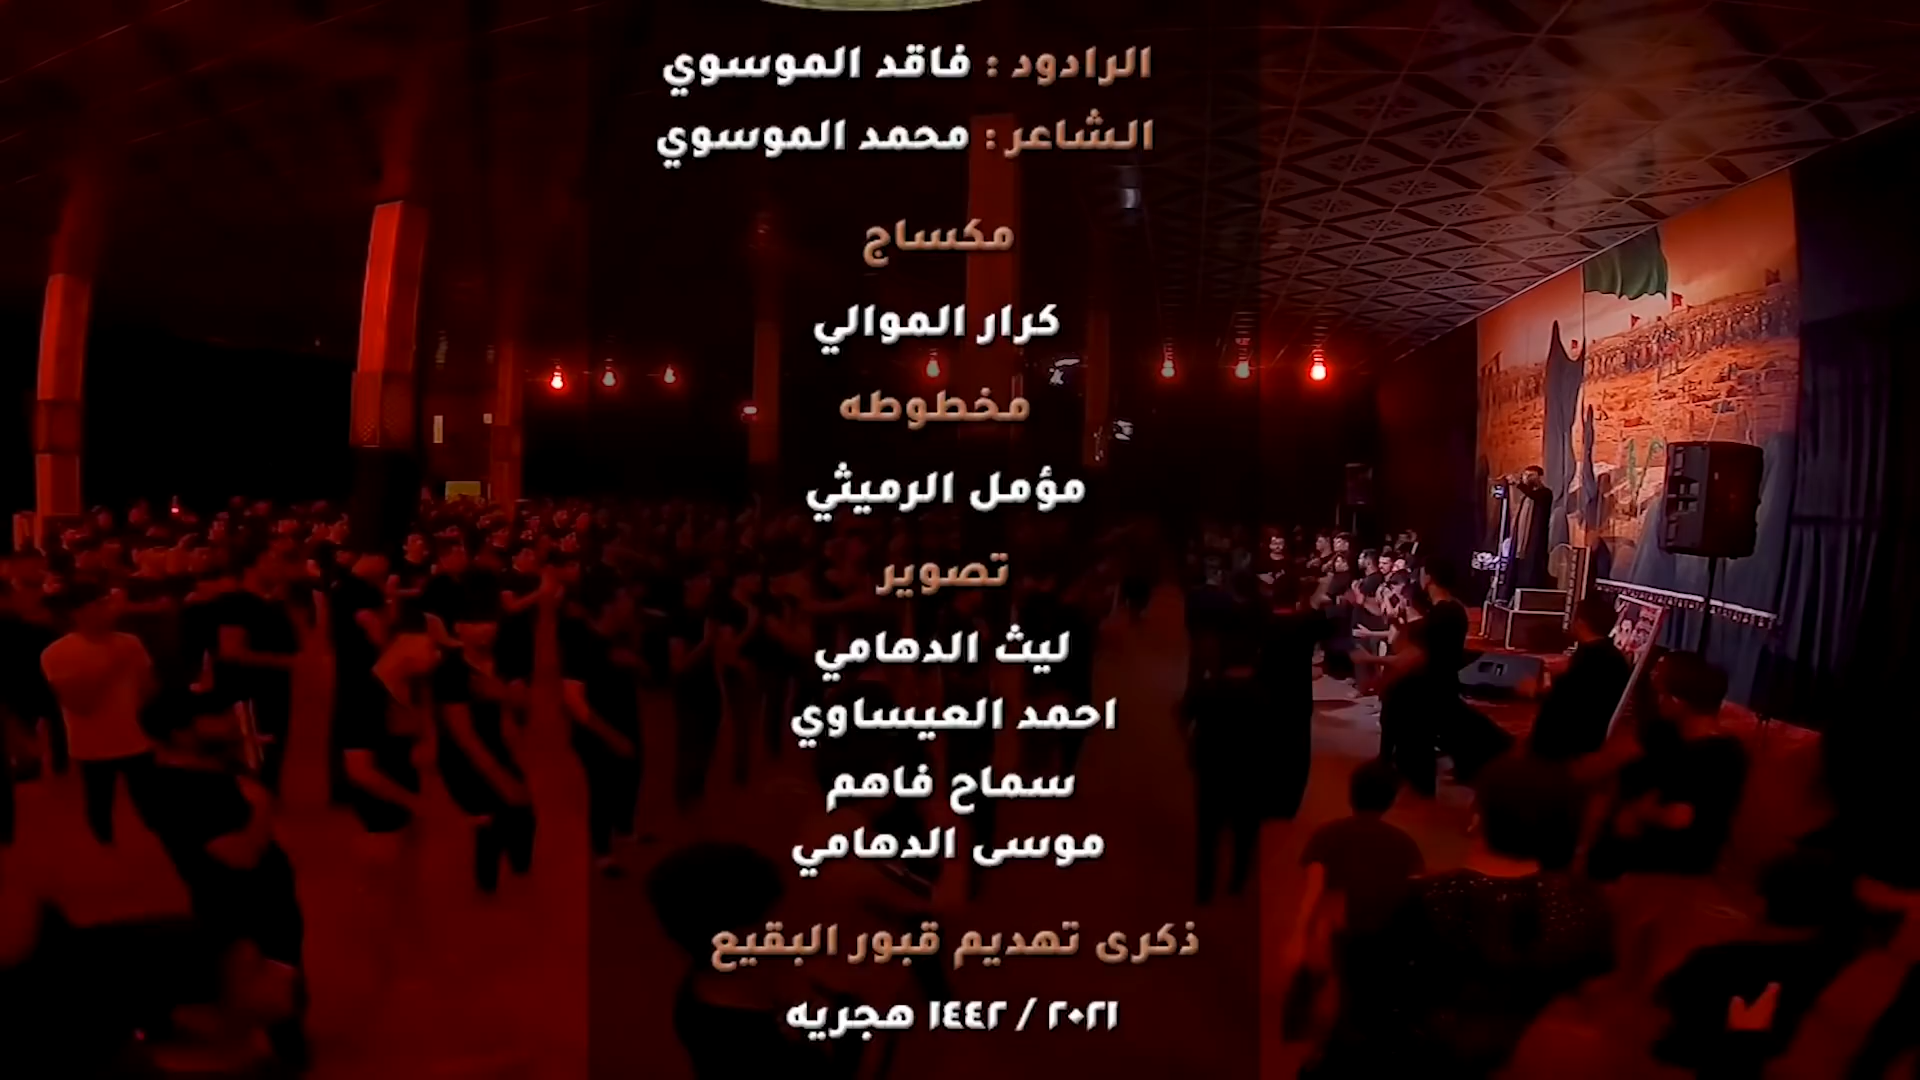 الرادود : فاقد الموسوي
الشاعر : محمد الموسوي
مكساج
كرار الموالي
مخطوطه
مؤمل الرميثي
تصوير
ليث الدهامي
احمد العيساوي
سماح فاهم
موسى الدهامي
ذكرى تهديم قبور البقيع
٢٠٢١ / ١٤٤٢ هجريه